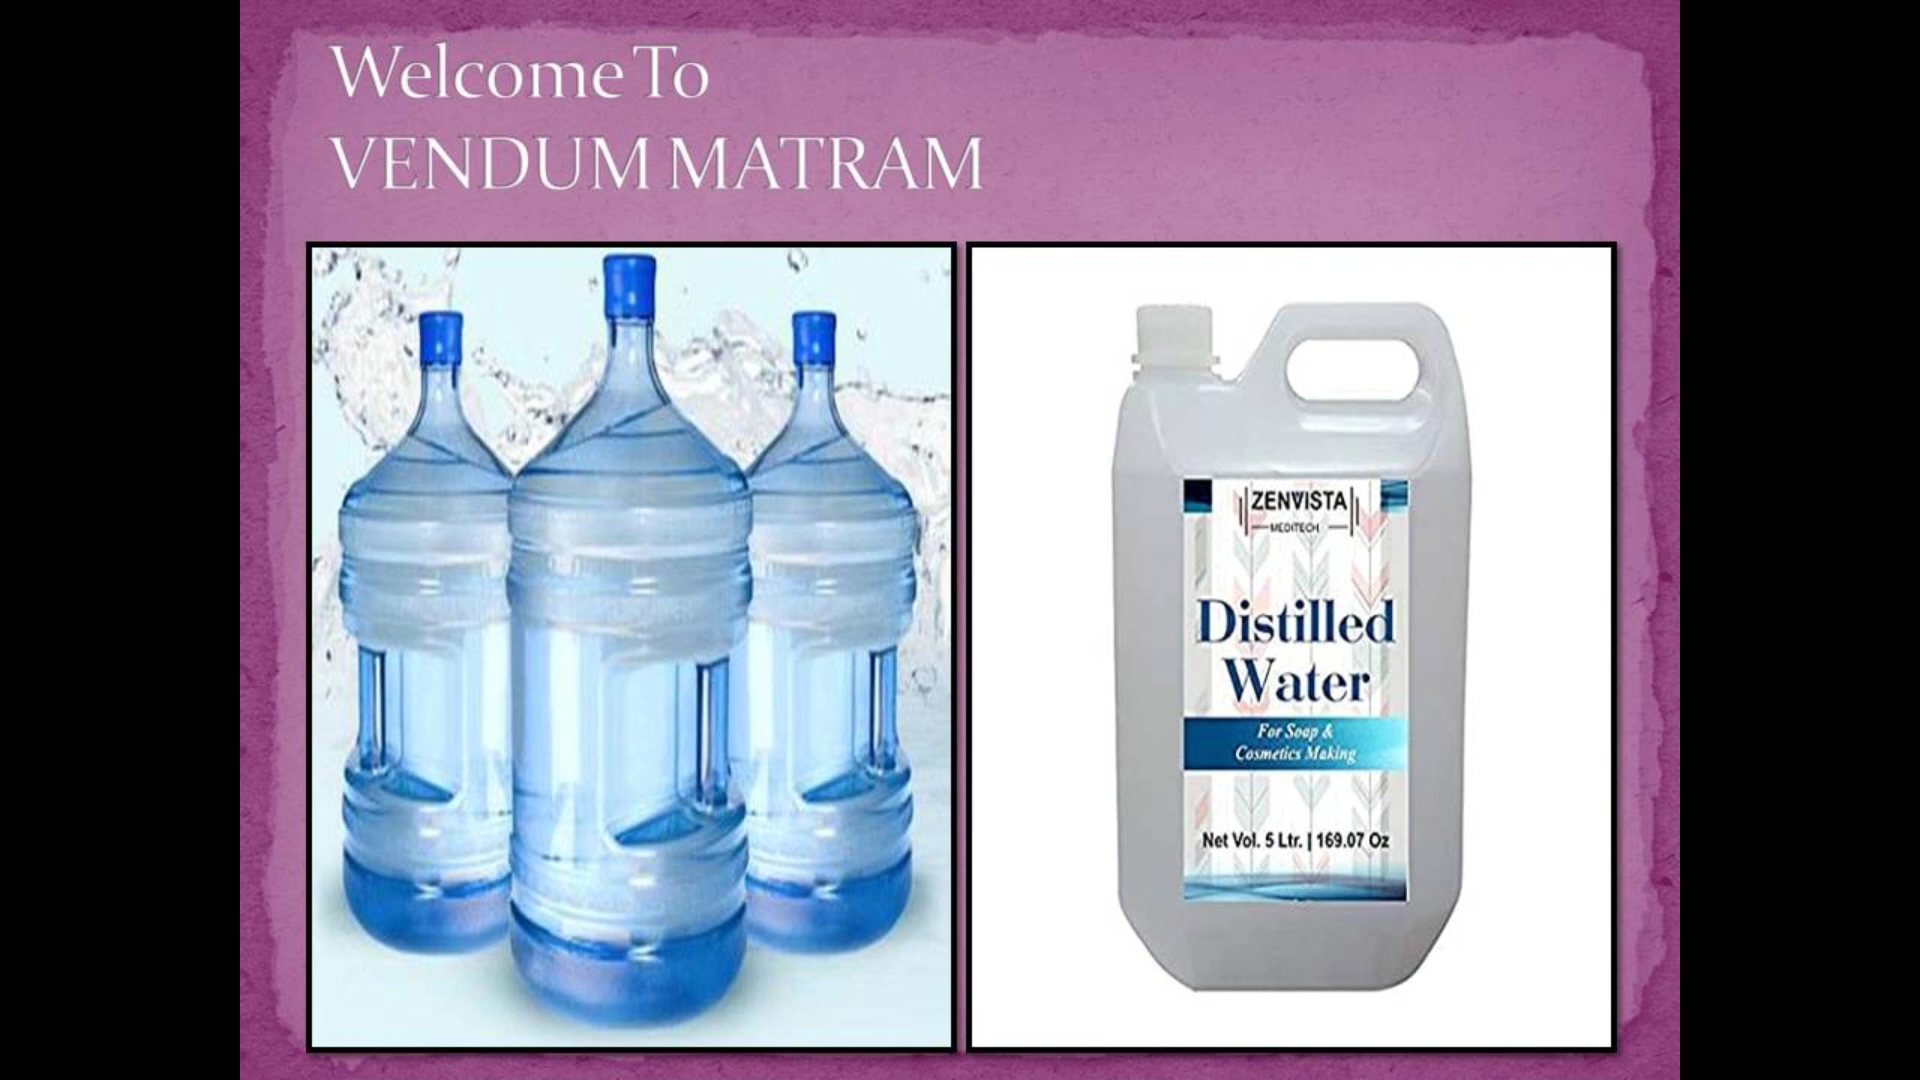 Welcome To
VENDUM MATRAM
ZENVISTA
MEDITECH
Distilled
Water
For Soap &
Cosmetics Making
Net Vol. 5 Ltr. | 169.07 Oz